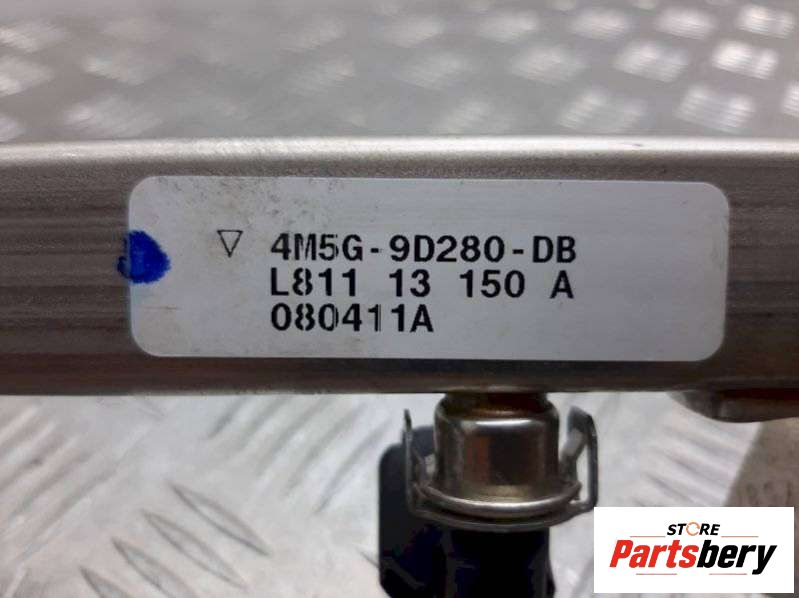 ▽ 4M5G-9D280-DB
L811 13 150 A
080411A
STORE
Partsbery